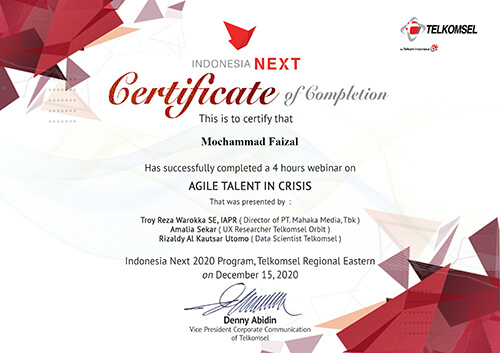 TELKOMSEL
by Telkom Indonesia
INDONESIA NEXT
Certificate of Completion
This is to certify that
Mochammad Faizal
Has successfully completed a 4 hours webinar on
AGILE TALENT IN CRISIS
That was presented by :
Troy Reza Warokka SE, IAPR ( Director of PT. Mahaka Media, Tbk )
Amalia Sekar ( UX Researcher Telkomsel Orbit )
Rizaldy Al Kautsar Utomo ( Data Scientist Telkomsel )
Indonesia Next 2020 Program, Telkomsel Regional Eastern
on December 15, 2020
Denny Abidin
Vice President Corporate Communication
of Telkomsel